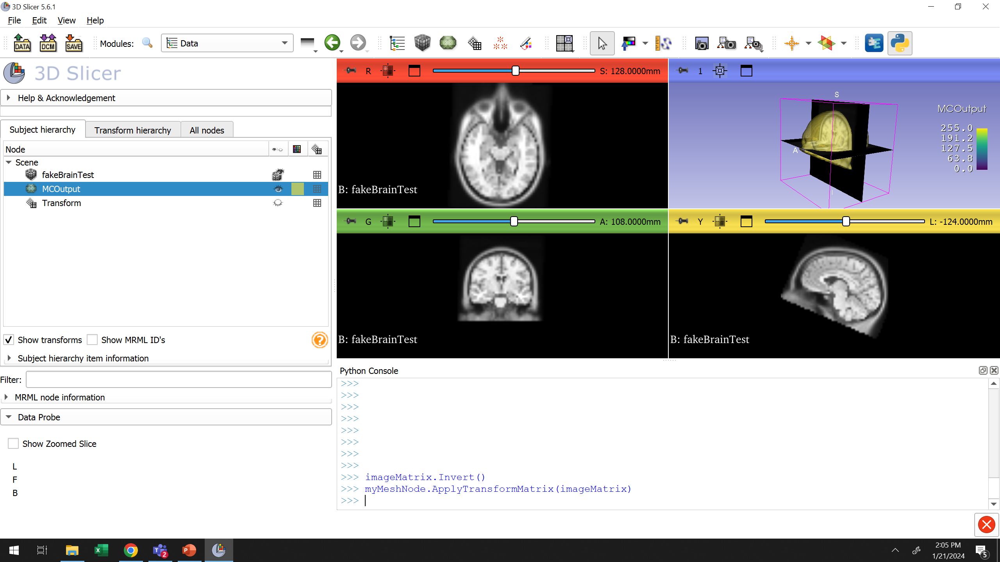 3D Slicer 5.6.1
File Edit View Help
DATA DCM SAVE Modules: Data
3D Slicer
Help & Acknowledgement
Subject hierarchy Transform hierarchy All nodes
Node
Scene
fakeBrainTest
MCOutput
Transform
Show transforms Show MRML ID's
Subject hierarchy item information
Filter:
MRML node information
Data Probe
Show Zoomed Slice
L
F
B
R S: 128.0000mm
B: fakeBrainTest
1
S
A
I
MCOutput
255.0
191.2
127.5
63.8
0.0
G A: 108.0000mm
B: fakeBrainTest
Y L: -124.0000mm
B: fakeBrainTest
Python Console
>>>
>>>
>>>
>>>
>>>
>>>
>>>
>>>
>>> imageMatrix.Invert()
>>> myMeshNode.ApplyTransformMatrix(imageMatrix)
>>>
2:05 PM
1/21/2024
2
5